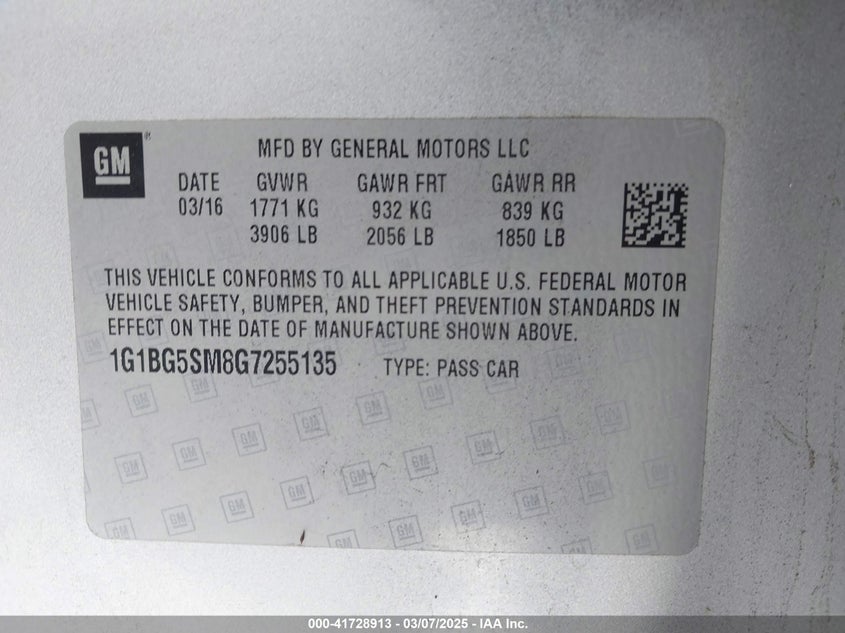 GM ®
MFD BY GENERAL MOTORS LLC
DATE GVWR GAWR FRT GAWR RR
03/16 1771 KG 932 KG 839 KG
3906 LB 2056 LB 1850 LB
THIS VEHICLE CONFORMS TO ALL APPLICABLE U.S. FEDERAL MOTOR
VEHICLE SAFETY, BUMPER, AND THEFT PREVENTION STANDARDS IN
EFFECT ON THE DATE OF MANUFACTURE SHOWN ABOVE.
1G1BG5SM8G7255135 TYPE: PASS CAR
000-41728913 - 03/07/2025 - IAA Inc.